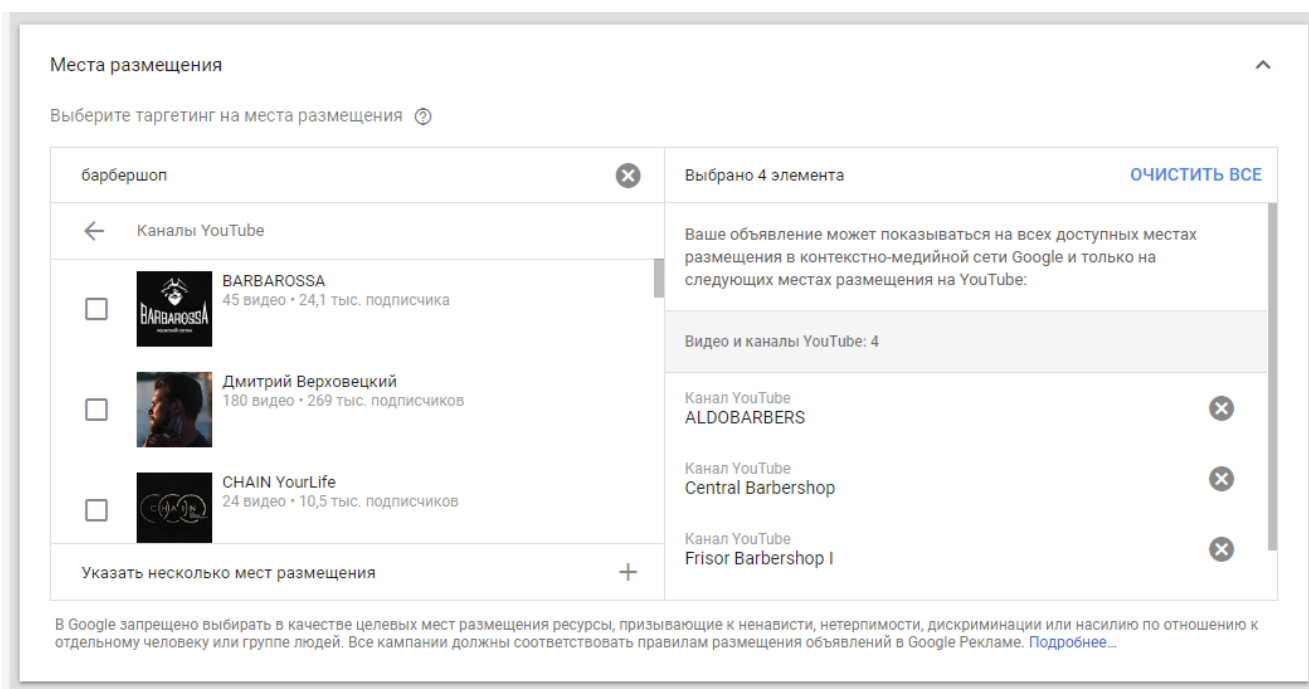 Места размещения
Выберите таргетинг на места размещения
барбершоп
Каналы YouTube
BARBAROSSA
45 видео • 24,1 тыс. подписчика
BARBAROSSA
Дмитрий Верховецкий
180 видео • 269 тыс. подписчиков
CHAIN YourLife
24 видео • 10,5 тыс. подписчиков
CHAIN
Указать несколько мест размещения
Выбрано 4 элемента
ОЧИСТИТЬ ВСЕ
Ваше объявление может показываться на всех доступных местах
размещения в контекстно-медийной сети Google и только на
следующих местах размещения на YouTube:
Видео и каналы YouTube: 4
Канал YouTube
ALDOBARBERS
Канал YouTube
Central Barbershop
Канал YouTube
Frisor Barbershop I
В Google запрещено выбирать в качестве целевых мест размещения ресурсы, призывающие к ненависти, нетерпимости, дискриминации или насилию по отношению к
отдельному человеку или группе людей. Все кампании должны соответствовать правилам размещения объявлений в Google Рекламе. Подробнее...